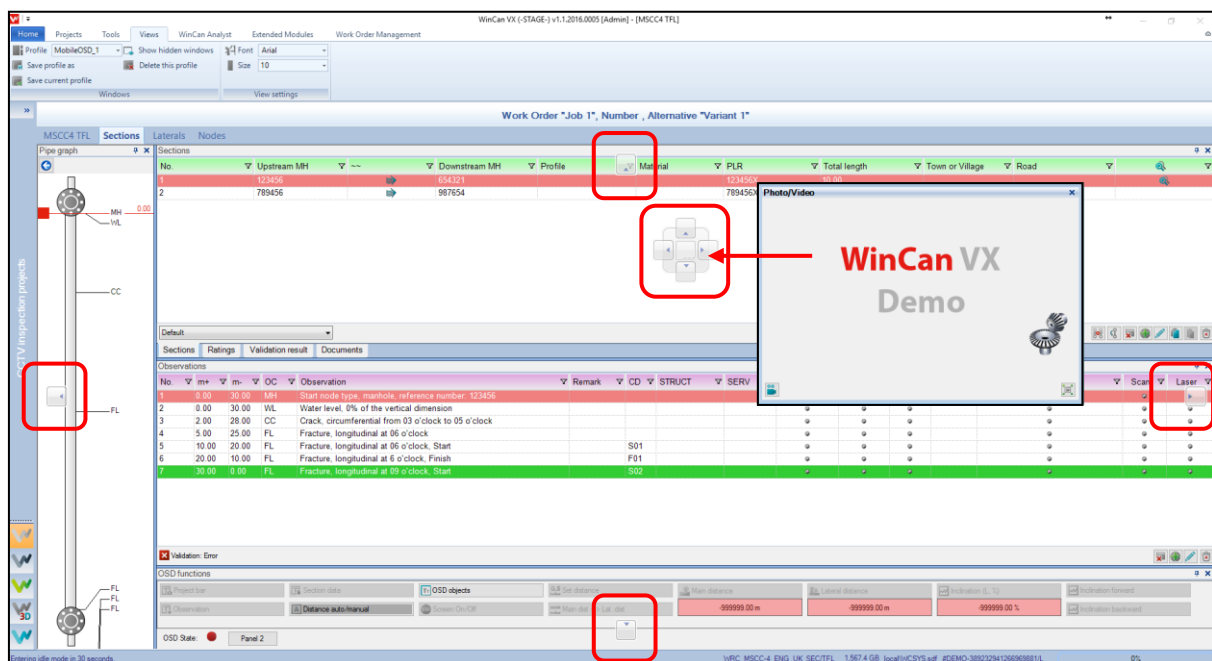 WinCan VX (-STAGE-) v1.1.2016.0005 [Admin] - [MSCC4 TFL]
Home Projects Tools Views WinCan Analyst Extended Modules Work Order Management
Profile MobileOSD_1 Show hidden windows Font Arial
Save profile as Delete this profile Size 10
Save current profile
Windows View settings
Work Order "Job 1", Number , Alternative "Variant 1"
MSCC4 TFL Sections Laterals Nodes
Pipe graph Sections
No. Upstream MH ~~ Downstream MH Profile Material PLR Total length Town or Village Road
1 123456 654321 123456X 10.00
2 789456 987654 789456X
MH 0.00
WL
CC
FL
FL
FL
FL
CCTV inspection projects
3D
Photo/Video
WinCan VX
Demo
Default
Sections Ratings Validation result Documents
Observations
No. m+ m- OC Observation Remark CD STRUCT SERV Scan Laser
1 0.00 30.00 MH Start node type, manhole, reference number: 123456
2 0.00 30.00 WL Water level, 0% of the vertical dimension
3 2.00 28.00 CC Crack, circumferential from 03 o'clock to 05 o'clock
4 5.00 25.00 FL Fracture, longitudinal at 06 o'clock
5 10.00 20.00 FL Fracture, longitudinal at 06 o'clock, Start S01
6 20.00 10.00 FL Fracture, longitudinal at 6 o'clock, Finish F01
7 30.00 0.00 FL Fracture, longitudinal at 09 o'clock, Start S02
Validation: Error
OSD functions
Project bar Section data OSD objects Set distance Main distance Lateral distance Inclination (L, %) Inclination forward
Observation Distance auto/manual Screen On/Off Main dist. Lat. dist -999999.00 m -999999.00 m -999999.00 % Inclination backward
OSD State: Panel 2
Entering idle mode in 30 seconds. WRC_MSCC-4_ENG_UK_SEC/TFL 1,567.4 GB 0%